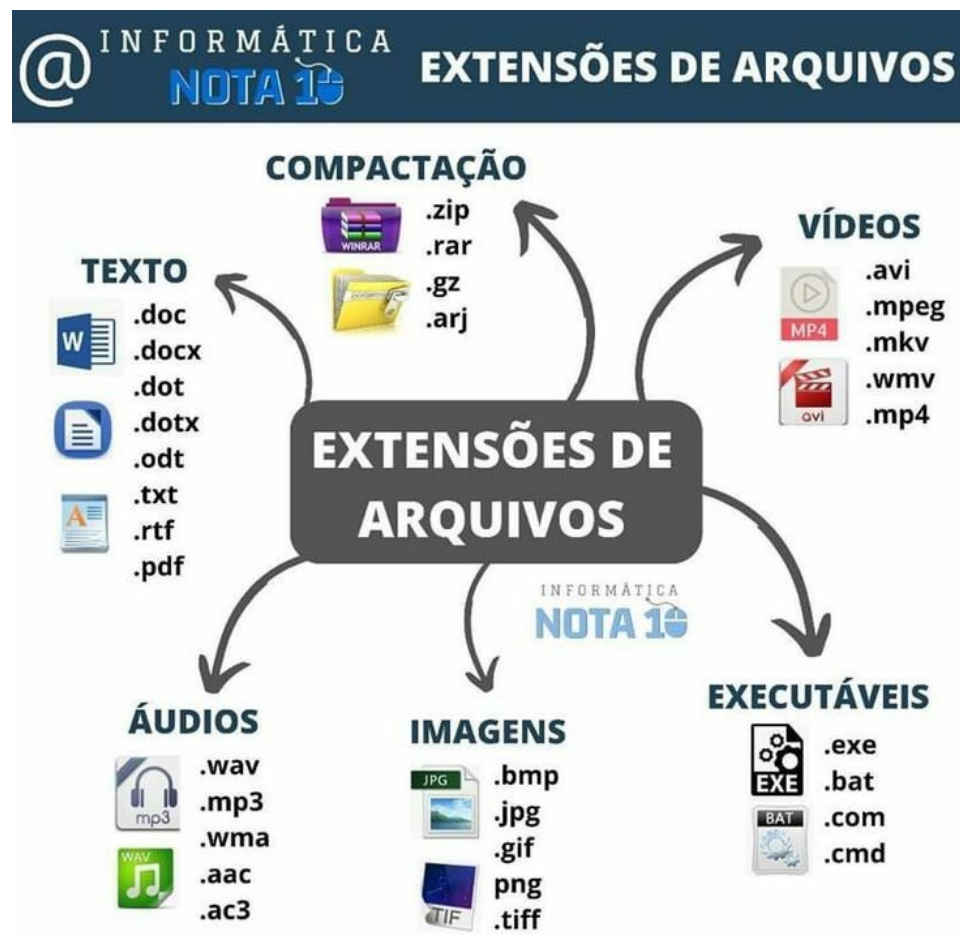 @ INFORMÁTICA
NOTA 10
EXTENSÕES DE ARQUIVOS
COMPACTAÇÃO
WINRAR
.zip
.rar
.gz
.arj
VÍDEOS
MP4
avi
.avi
.mpeg
.mkv
.wmv
.mp4
TEXTO
W
A
.doc
.docx
.dot
.dotx
.odt
.txt
.rtf
.pdf
EXTENSÕES DE
ARQUIVOS
INFORMÁTICA
NOTA 10
ÁUDIOS
mp3
WAV
.wav
.mp3
.wma
.aac
.ac3
IMAGENS
JPG
TIF
.bmp
.jpg
.gif
png
.tiff
EXECUTÁVEIS
EXE
BAT
.exe
.bat
.com
.cmd